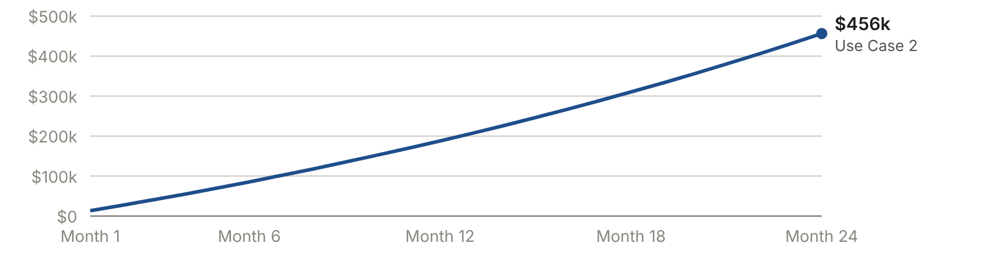 $500k
$456k
Use Case 2
$400k
$300k
$200k
$100k
$0
Month 1 Month 6 Month 12 Month 18 Month 24